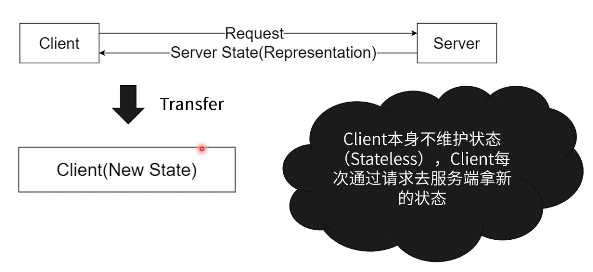 Client
Request
Server State(Representation)
Server
Transfer
Client(New State)
Client本身不维护状态
（Stateless），Client每
次通过请求去服务端拿新
的状态